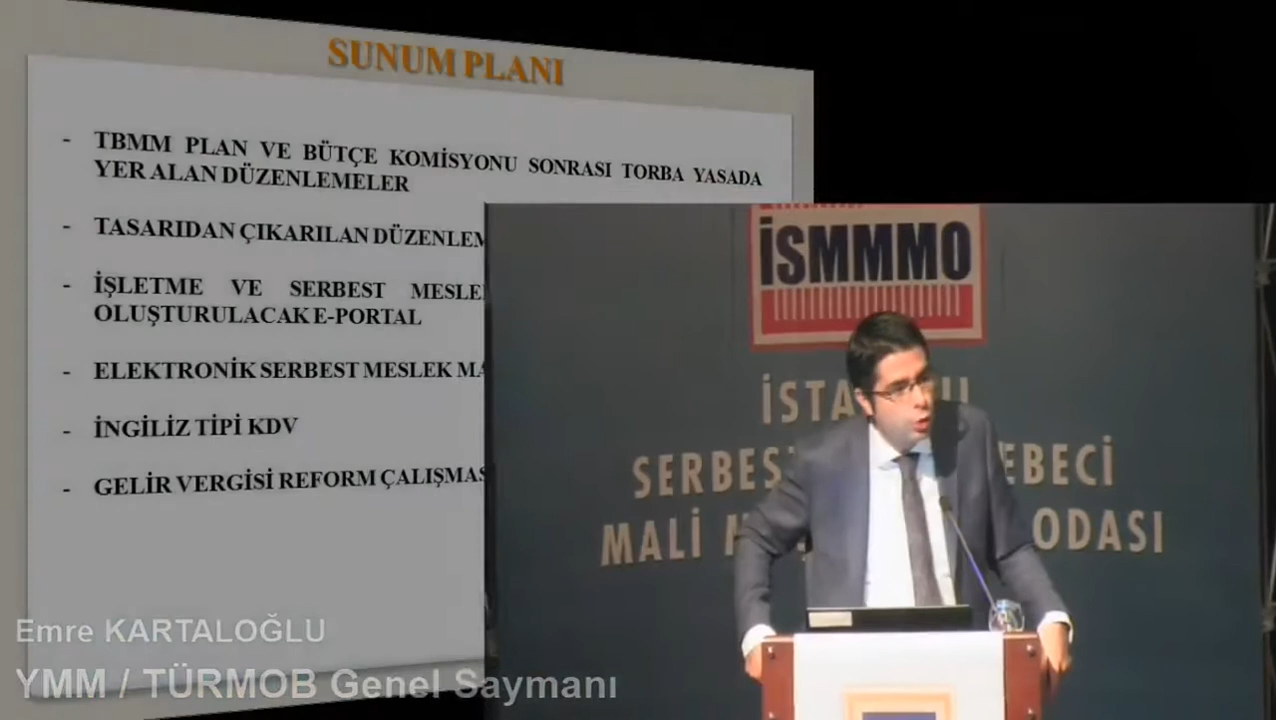 SUNUM PLANI
- TBMM PLAN VE BÜTÇE KOMİSYONU SONRASI TORBA YASADA
YER ALAN DÜZENLEMELER
- TASARIDAN ÇIKARILAN DÜZENLEM
- İŞLETME VE SERBEST MESLE
OLUŞTURULACAK E-PORTAL
- ELEKTRONİK SERBEST MESLEK MA
- İNGİLİZ TİPİ KDV
- GELİR VERGİSİ REFORM ÇALIŞMAS
İSMMMO
İSTA
SERBES EBECİ
MALİ M ODASI
Emre KARTALOĞLU
YMM / TÜRMOB Genel Saymanı